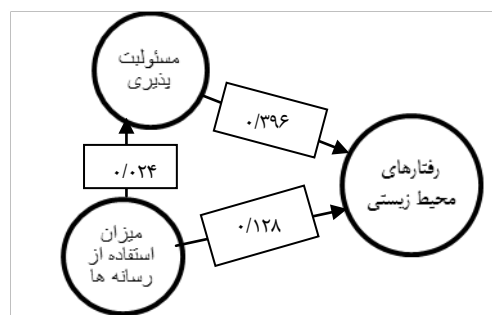 مسئولیت
پذیری
۰/۳۹۶
رفتارهای
محیط زیستی
۰/۰۲۴
میزان
استفاده از
رسانه ها
۰/۱۲۸